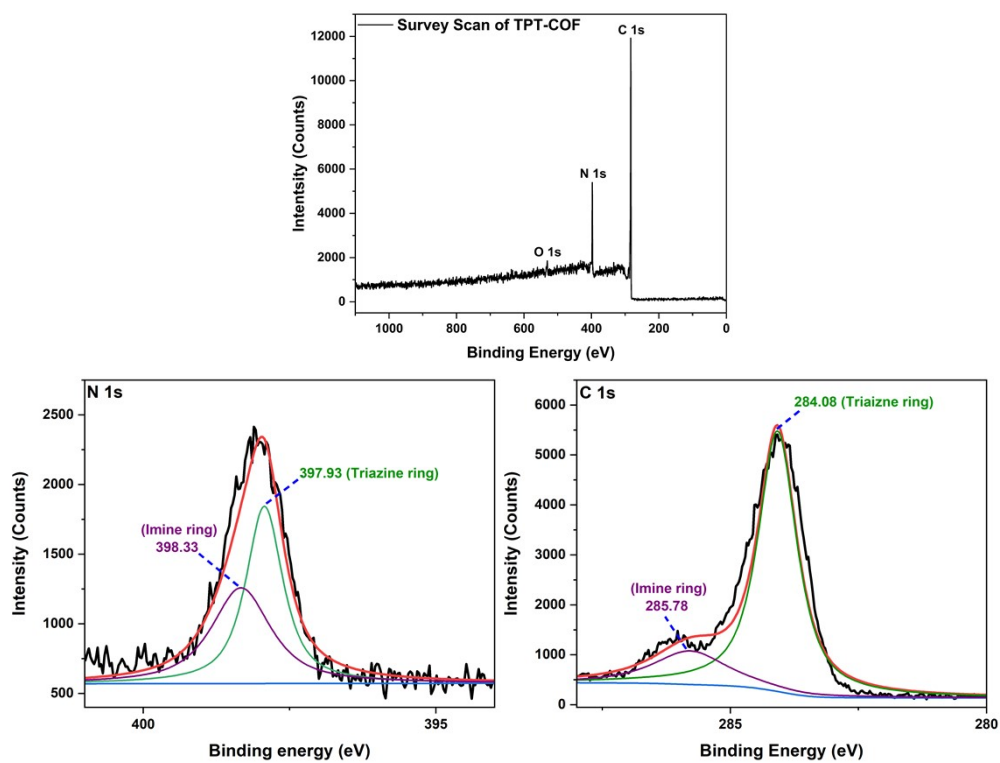 Survey Scan of TPT-COF
C 1s
N 1s
O 1s
12000
10000
8000
6000
4000
2000
0
Intentsity (Counts)
1000
800
600
400
200
0
Binding Energy (eV)
N 1s
2500
2000
1500
1000
500
Intensity (Counts)
397.93 (Triazine ring)
(Imine ring)
398.33
400
395
Binding energy (eV)
C 1s
6000
5000
4000
3000
2000
1000
0
Intensity (Counts)
284.08 (Triaizne ring)
(Imine ring)
285.78
285
280
Binding Energy (eV)